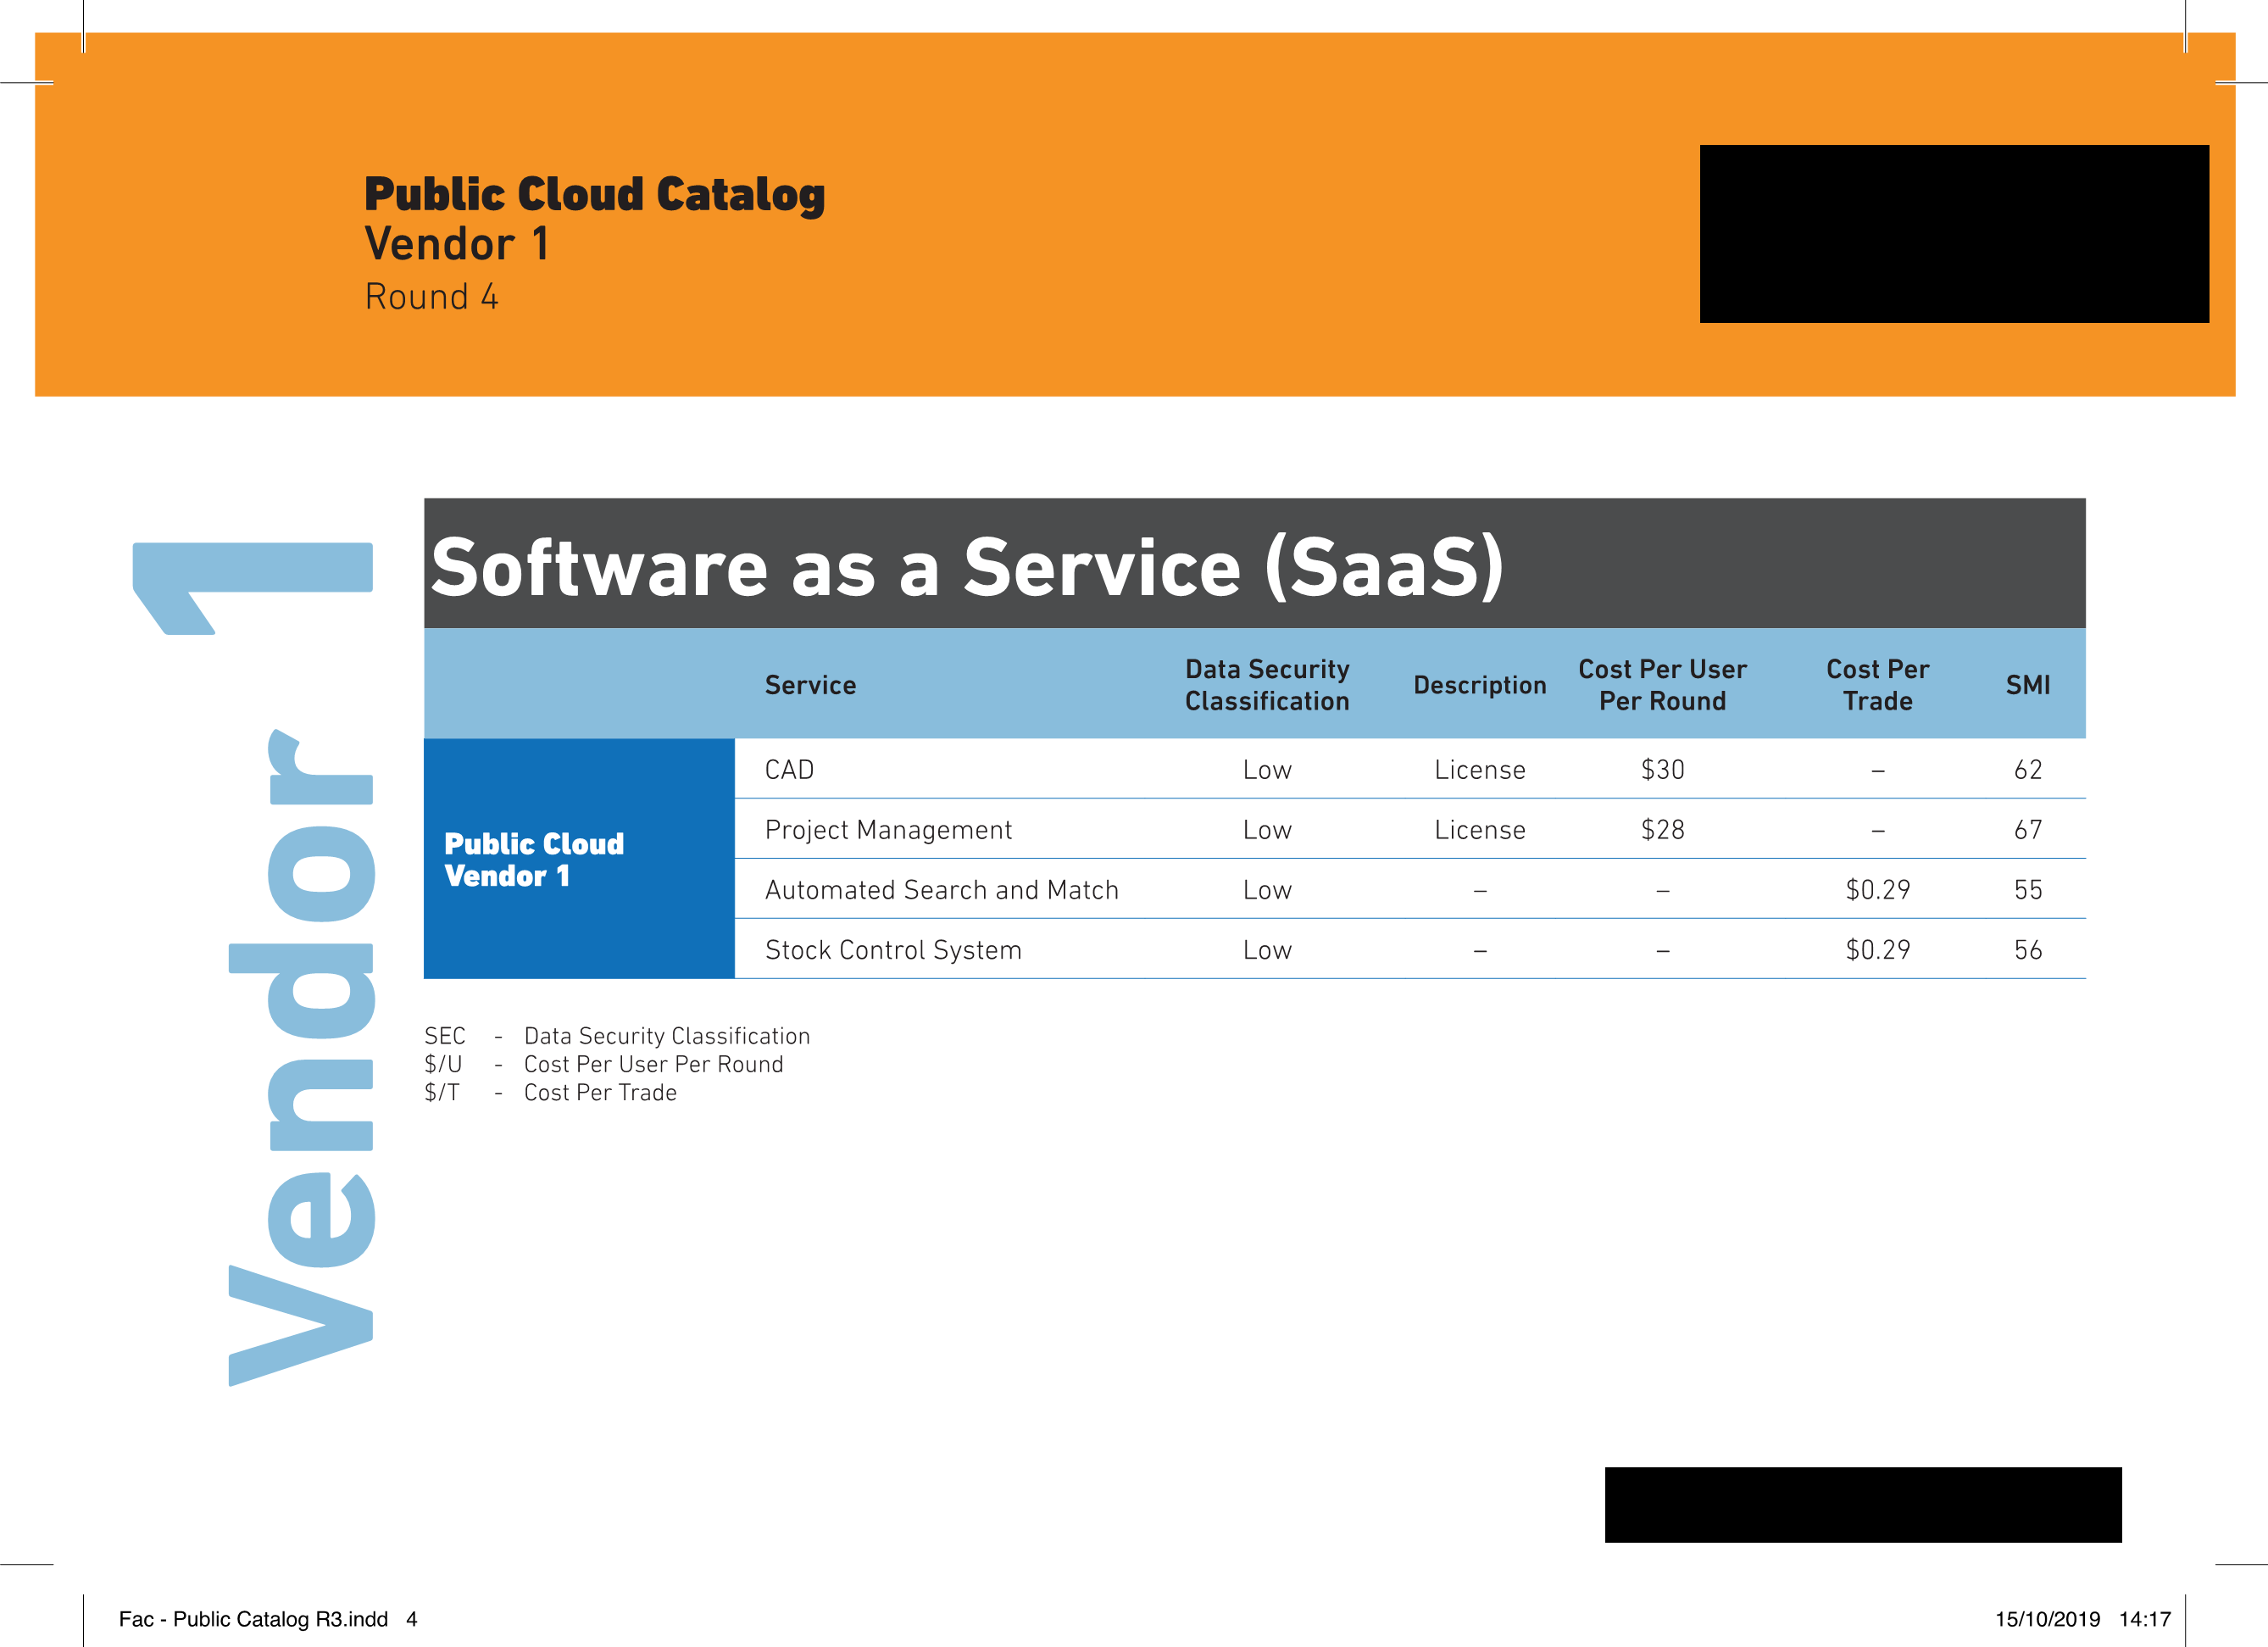 Public Cloud Catalog
Vendor 1
Round 4
Vendor 1
Software as a Service (SaaS)
Service Data Security Classification Description Cost Per User Per Round Cost Per Trade SMI
Public Cloud Vendor 1
CAD Low License $30 – – 62
Project Management Low License $28 – 67
Automated Search and Match Low – – $0.29 55
Stock Control System Low – – $0.29 56
SEC - Data Security Classification
$/U - Cost Per User Per Round
$/T - Cost Per Trade
Fac - Public Catalog R3.indd 4
15/10/2019 14:17